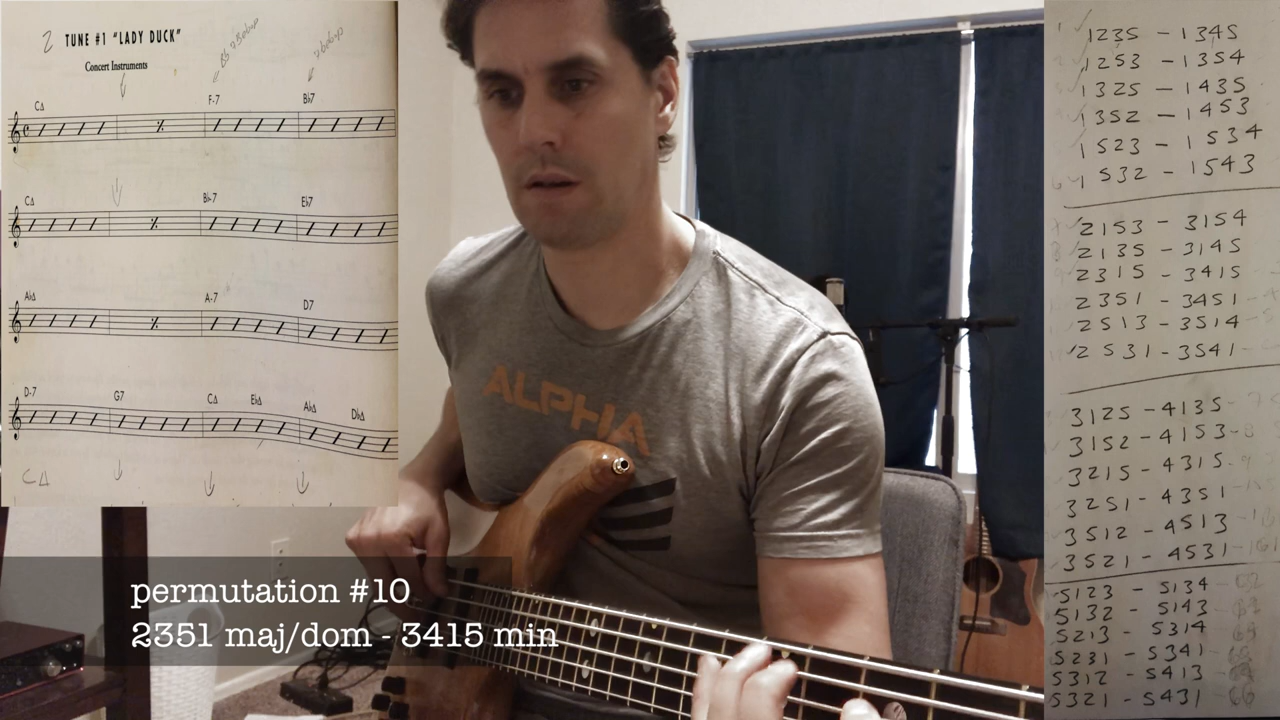 2 TUNE #1 "LADY DUCK"
Concert Instruments
C∆ F-7 B♭7
C∆ B♭-7 E♭7
A♭∆ A-7 D7
D-7 G7 C∆ E♭∆ A♭∆ D♭∆
C∆
ALPHA
permutation #10
2351 maj/dom - 3415 min
1235 - 1345
1253 - 1354
1325 - 1435
1352 - 1453
1523 - 1534
1532 - 1543
2153 - 3154
2135 - 3145
2315 - 3415
2351 - 3451
2513 - 3514
2531 - 3541
3125 - 4135
3152 - 4153
3215 - 4315
3251 - 4351
3512 - 4513
3521 - 4531
5123 - 5134
5132 - 5143
5213 - 5314
5231 - 5341
5312 - 5413
5321 - 5431